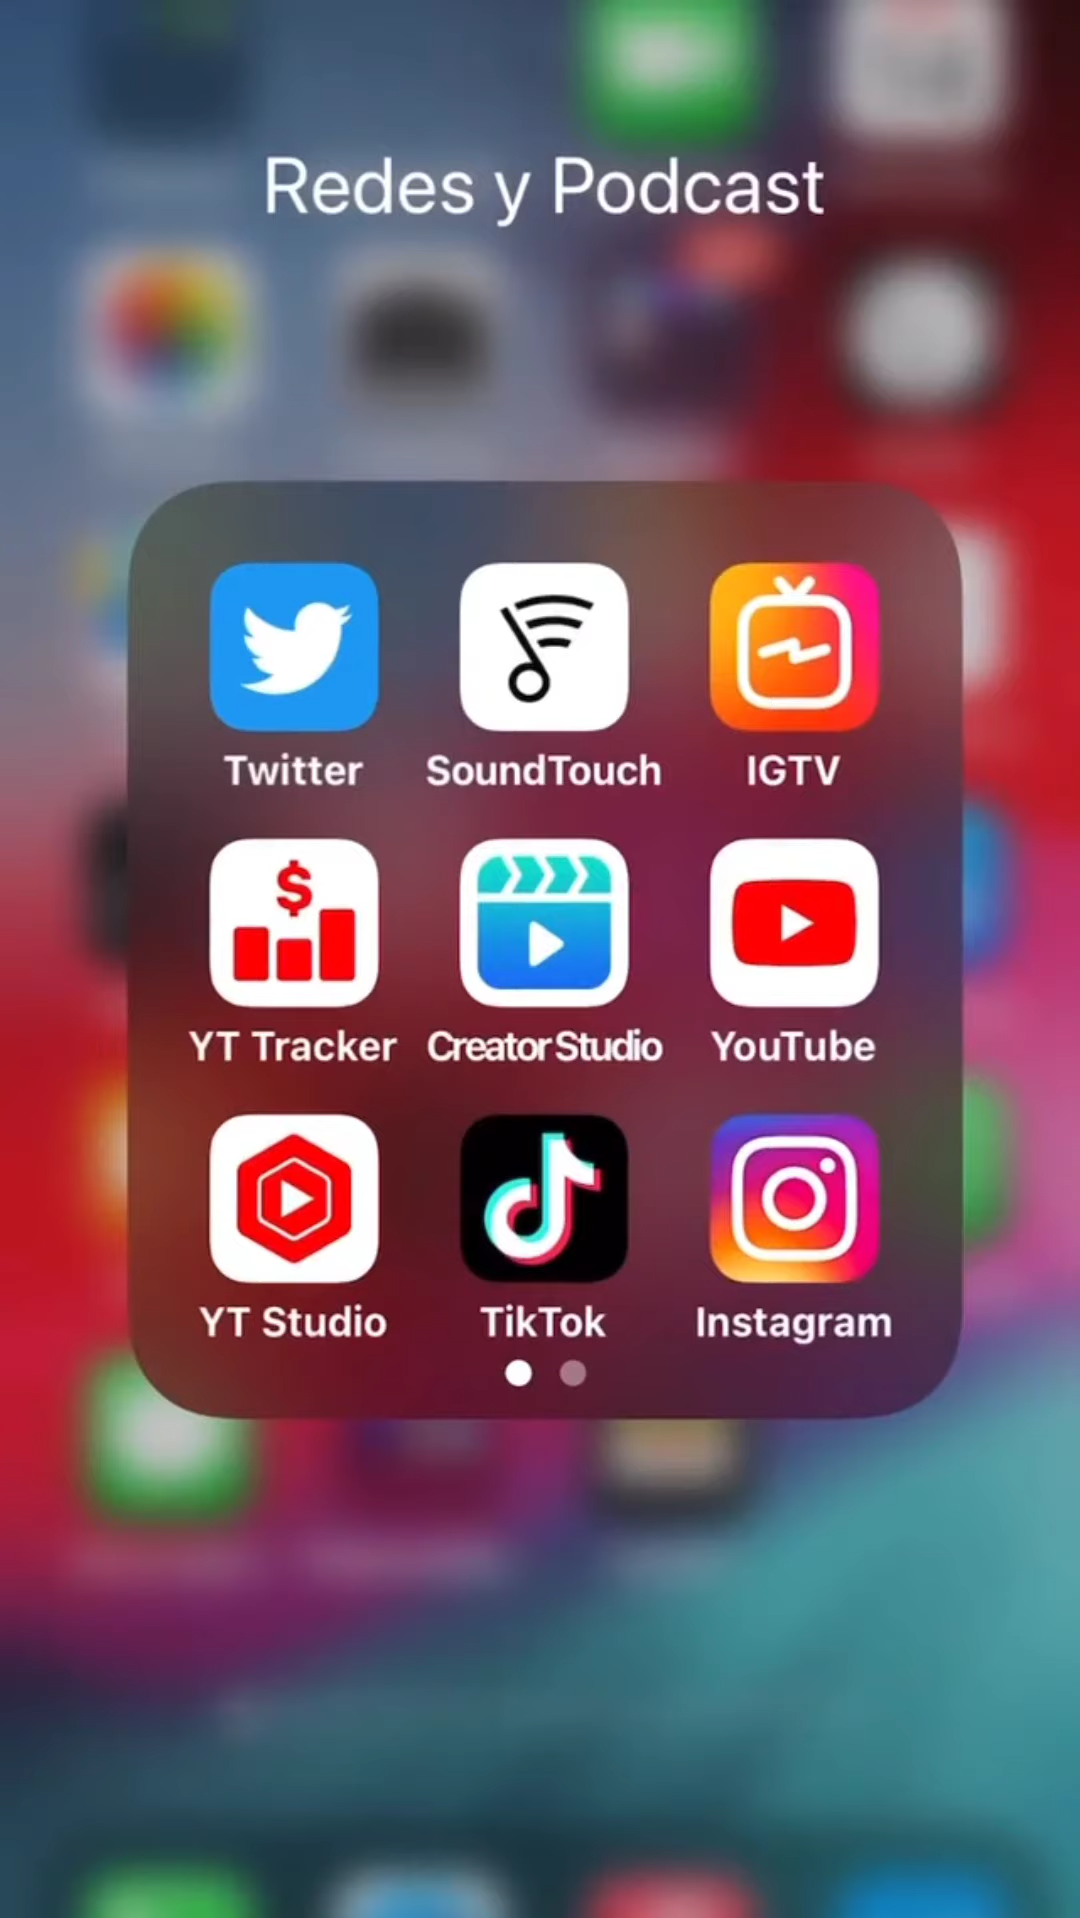 Redes y Podcast
Twitter
SoundTouch
IGTV
$
YT Tracker
Creator Studio
YouTube
YT Studio
TikTok
Instagram